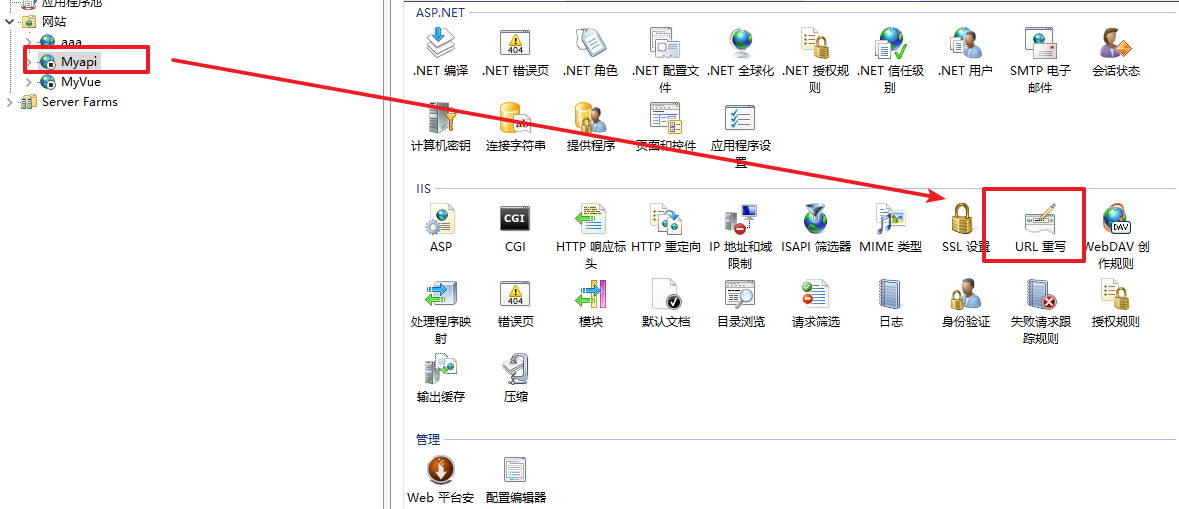 应用程序池
网站
aaa
Myapi
MyVue
Server Farms
ASP.NET
.NET 编译
.NET 错误页
.NET 角色
.NET 配置文
件
.NET 全球化
.NET 授权规
则
.NET 信任级
别
.NET 用户
SMTP 电子
邮件
会话状态
计算机密钥
连接字符串
提供程序
页面和控件
应用程序设
置
IIS
ASP
CGI
HTTP 响应标
头
HTTP 重定向
IP 地址和域
限制
ISAPI 筛选器
MIME 类型
SSL 设置
URL 重写
WebDAV 创
作规则
处理程序映
射
错误页
模块
默认文档
目录浏览
请求筛选
日志
身份验证
失败请求跟
踪规则
授权规则
输出缓存
压缩
管理
Web 平台安
配置编辑器